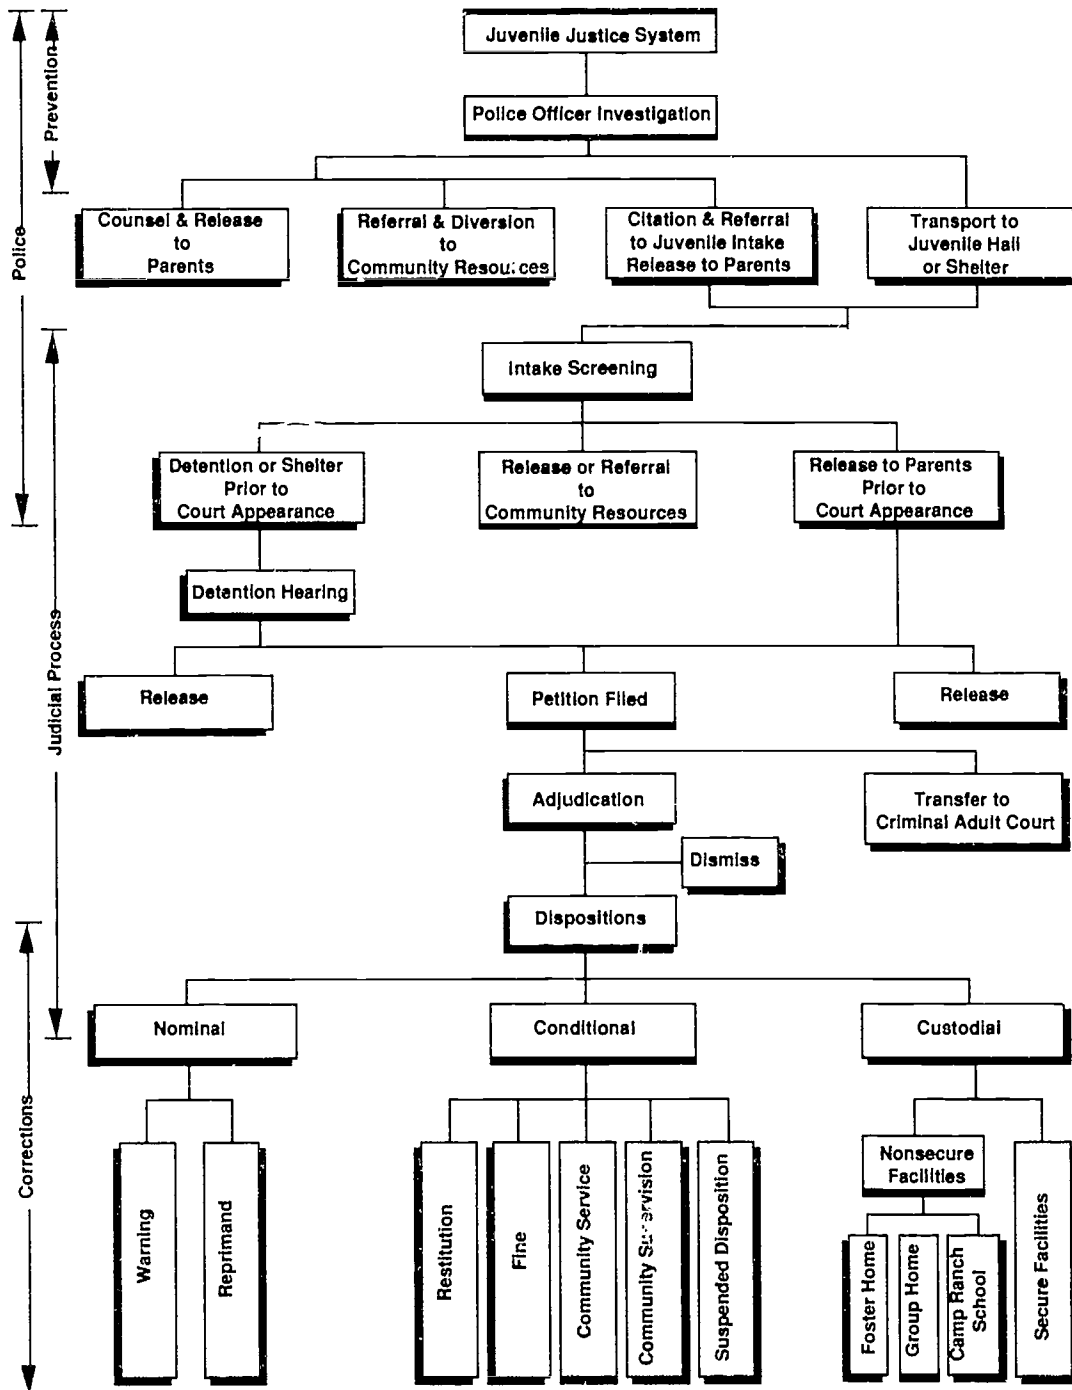 Juvenile Justice System
Police Officer Investigation
Prevention
Police
Counsel & Release
to
Parents
Referral & Diversion
to
Community Resources
Citation & Referral
to Juvenile Intake
Release to Parents
Transport to
Juvenile Hall
or Shelter
Intake Screening
Detention or Shelter
Prior to
Court Appearance
Release or Referral
to
Community Resources
Release to Parents
Prior to
Court Appearance
Detention Hearing
Judicial Process
Release
Petition Filed
Release
Adjudication
Transfer to
Criminal Adult Court
Dismiss
Dispositions
Nominal
Conditional
Custodial
Corrections
Warning
Reprimand
Restitution
Fine
Community Service
Community Supervision
Suspended Disposition
Nonsecure
Facilities
Foster Home
Group Home
Camp Ranch
School
Secure Facilities